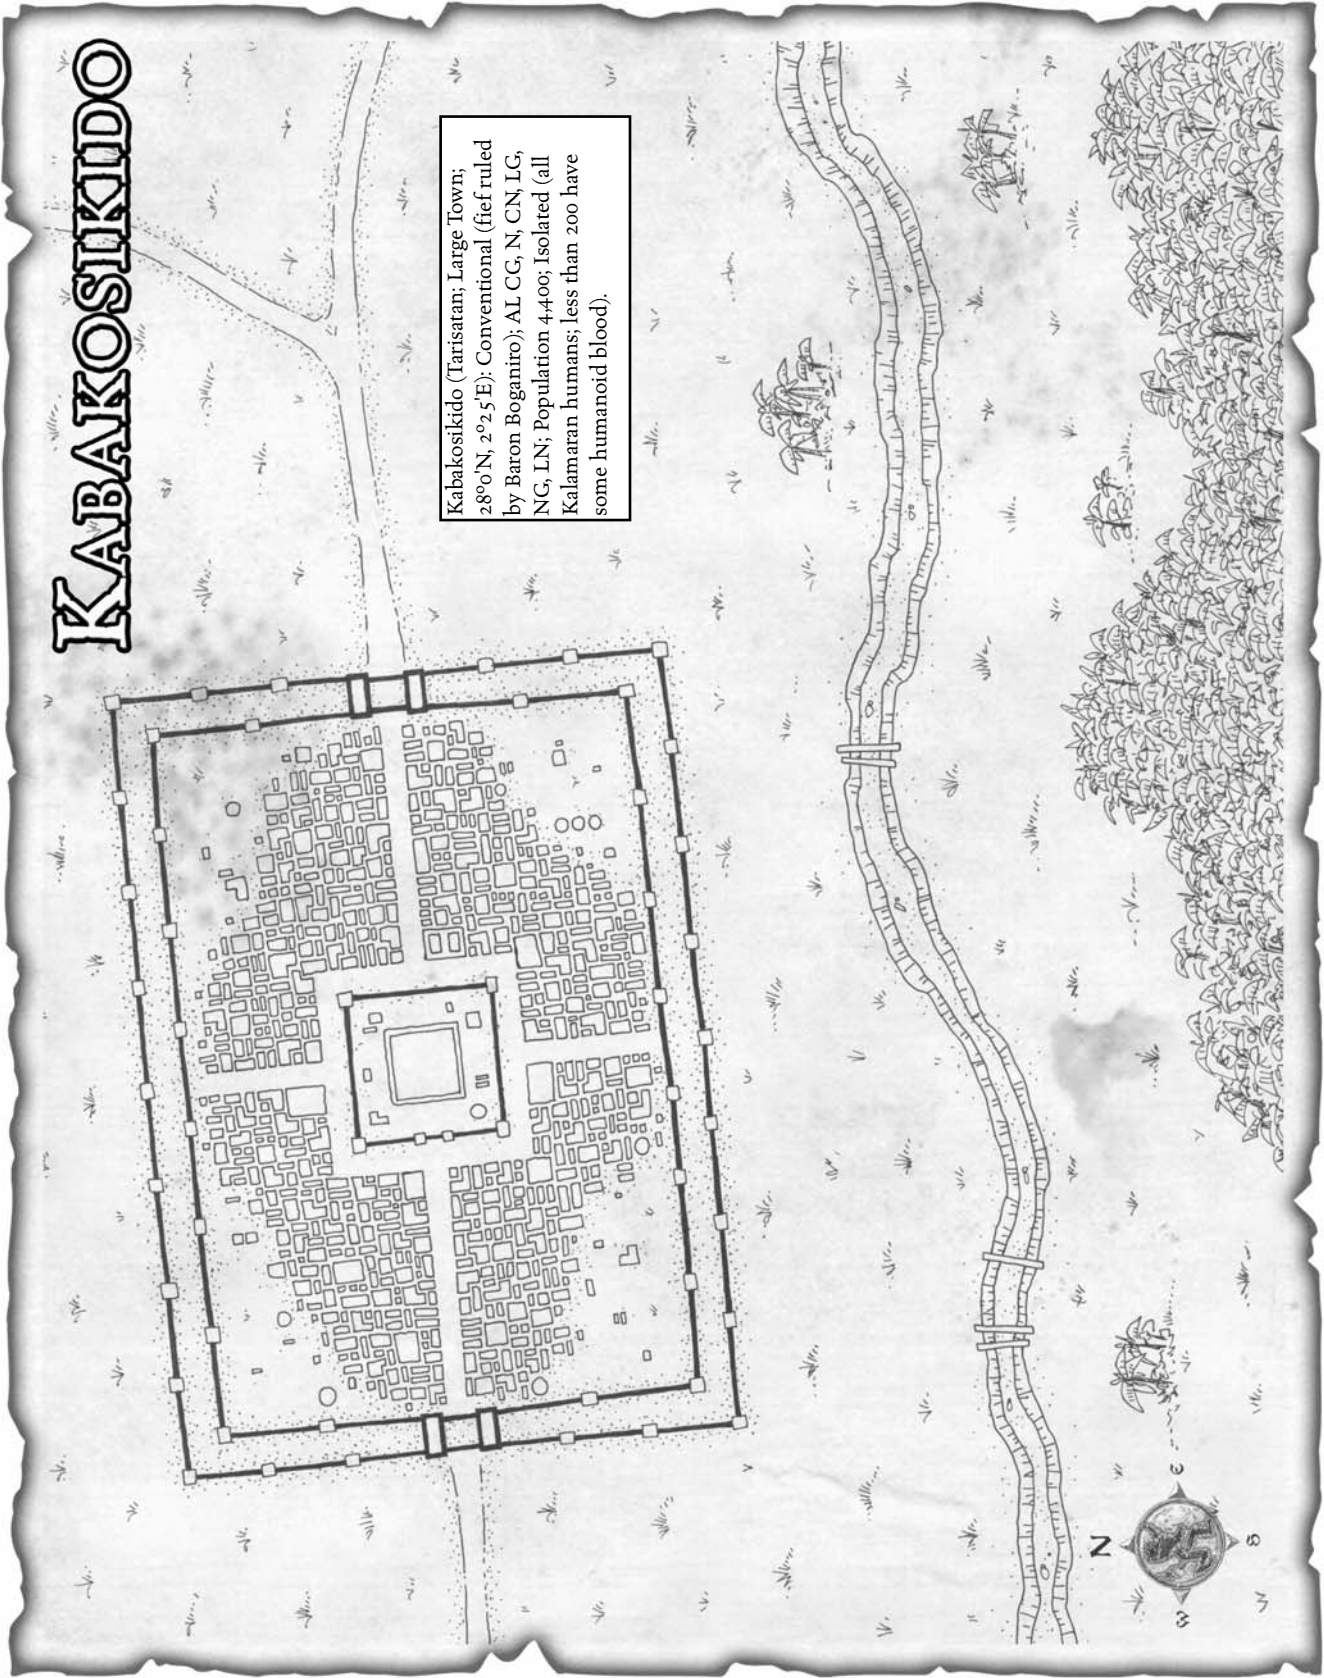 KABAKOSIKIDO
Kabakosikido (Tarisatan; Large Town;
28°0'N, 2°25'E): Conventional (fief ruled
by Baron Boganiro); AL CG, N, CN, LG,
NG, LN; Population 4,400; Isolated (all
Kalamaran humans; less than 200 have
some humanoid blood).
N
W
E
S